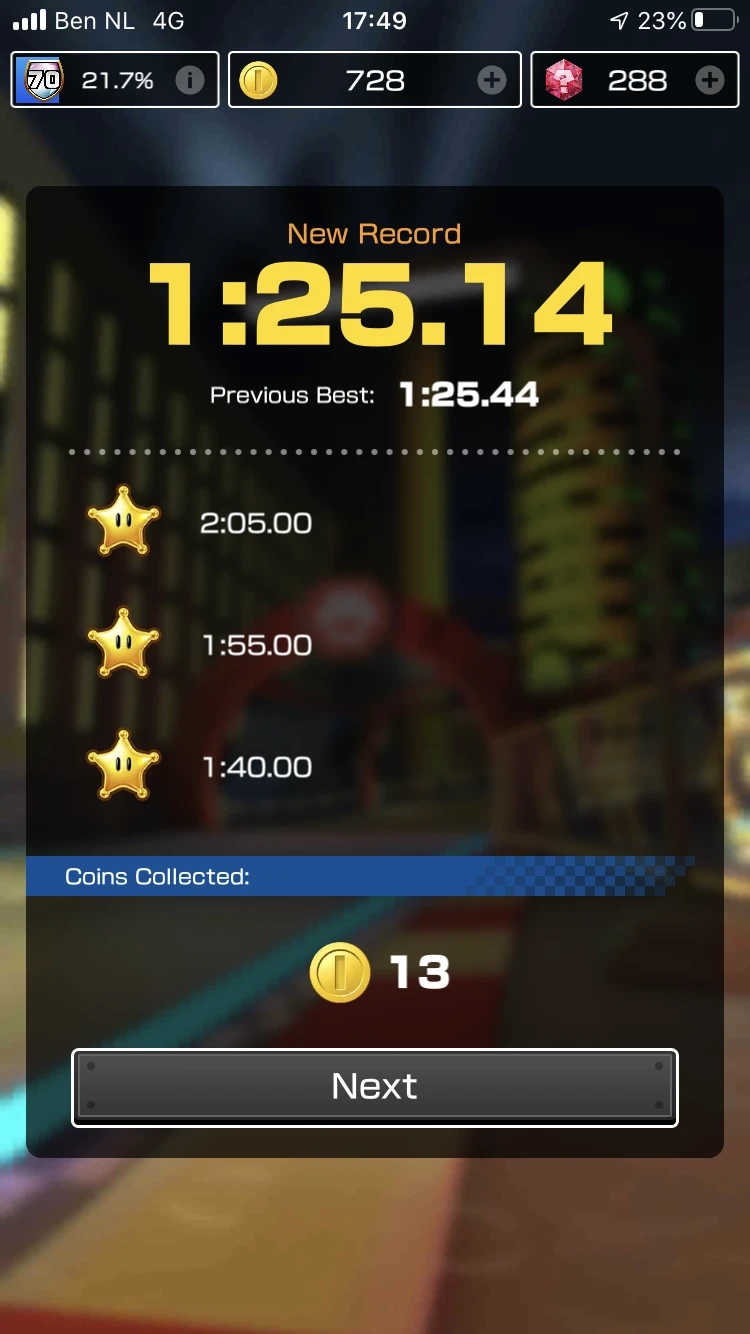 Ben NL 4G 17:49 23%
70 21.7% i 728 + ? 288 +
New Record
1:25.14
Previous Best: 1:25.44
2:05.00
1:55.00
1:40.00
Coins Collected:
13
Next